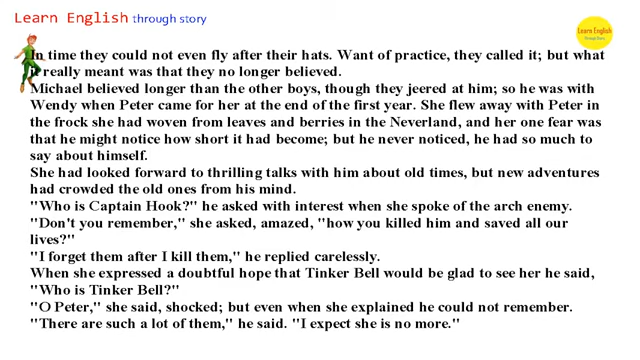 Learn English through story
Learn English
through Story
In time they could not even fly after their hats. Want of practice, they called it; but what
it really meant was that they no longer believed.
Michael believed longer than the other boys, though they jeered at him; so he was with
Wendy when Peter came for her at the end of the first year. She flew away with Peter in
the frock she had woven from leaves and berries in the Neverland, and her one fear was
that he might notice how short it had become; but he never noticed, he had so much to
say about himself.
She had looked forward to thrilling talks with him about old times, but new adventures
had crowded the old ones from his mind.
"Who is Captain Hook?" he asked with interest when she spoke of the arch enemy.
"Don't you remember," she asked, amazed, "how you killed him and saved all our
lives?"
"I forget them after I kill them," he replied carelessly.
When she expressed a doubtful hope that Tinker Bell would be glad to see her he said,
"Who is Tinker Bell?"
"O Peter," she said, shocked; but even when she explained he could not remember.
"There are such a lot of them," he said. "I expect she is no more."